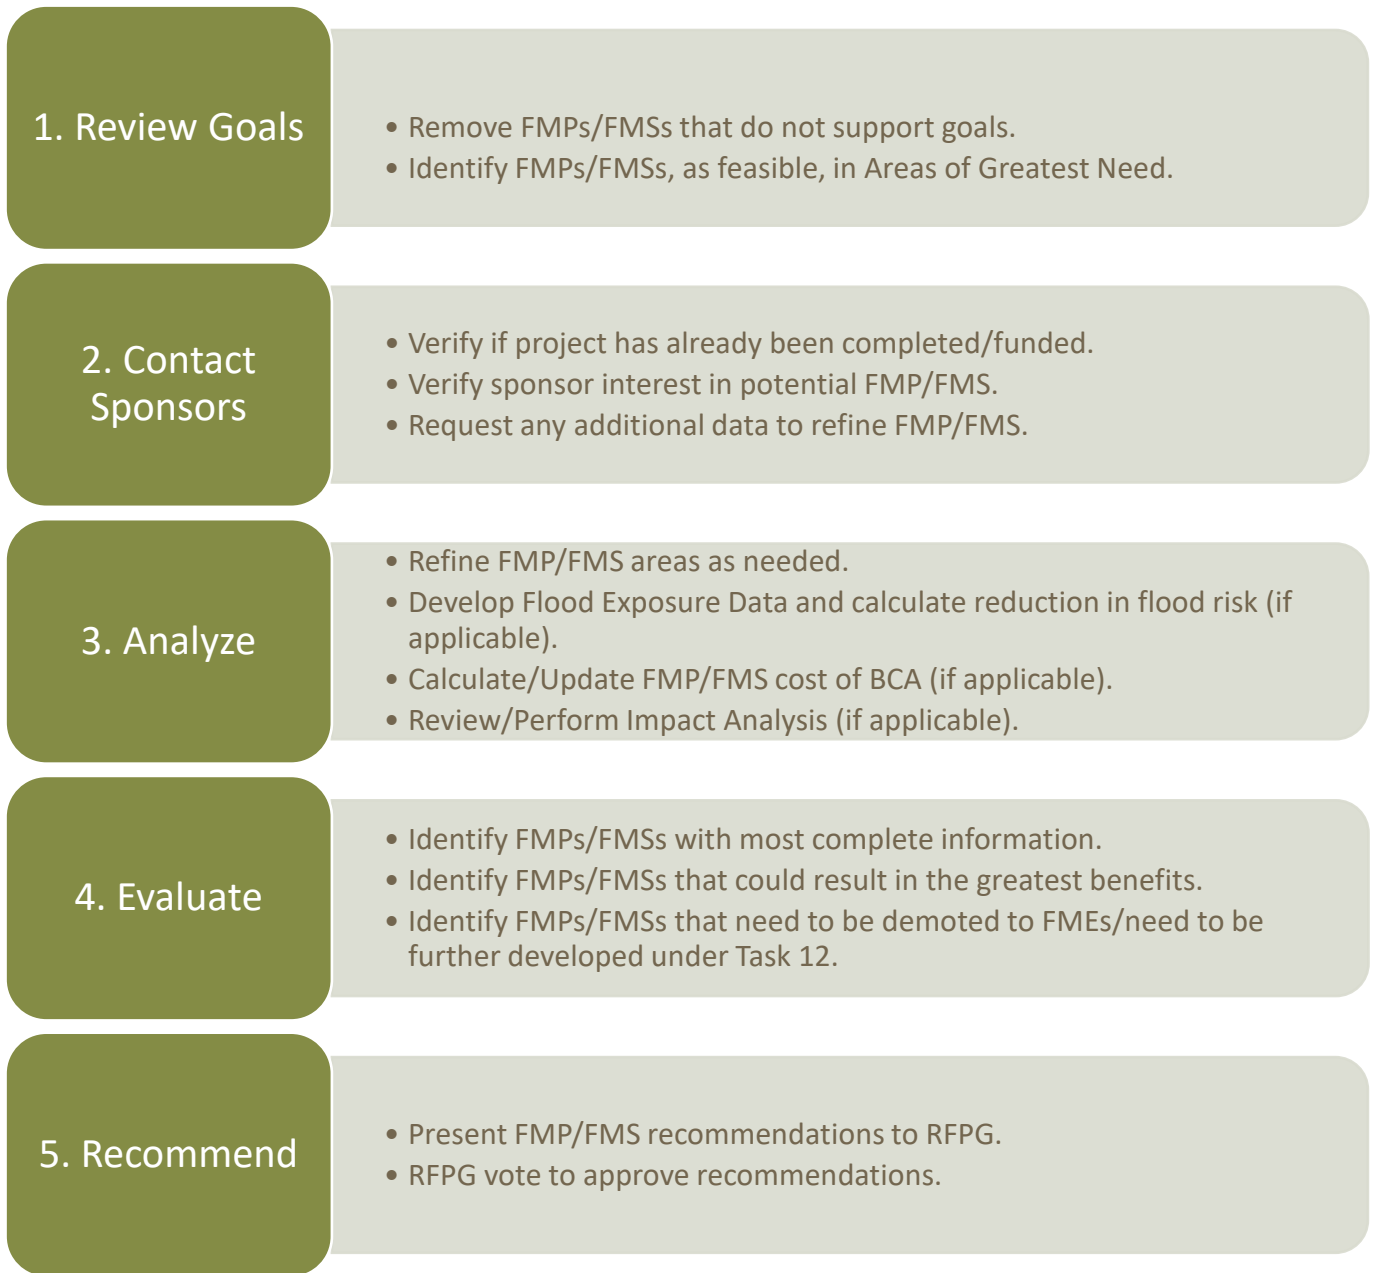 1. Review Goals
• Remove FMPs/FMSs that do not support goals.
• Identify FMPs/FMSs, as feasible, in Areas of Greatest Need.
2. Contact
Sponsors
• Verify if project has already been completed/funded.
• Verify sponsor interest in potential FMP/FMS.
• Request any additional data to refine FMP/FMS.
3. Analyze
• Refine FMP/FMS areas as needed.
• Develop Flood Exposure Data and calculate reduction in flood risk (if
applicable).
• Calculate/Update FMP/FMS cost of BCA (if applicable).
• Review/Perform Impact Analysis (if applicable).
4. Evaluate
• Identify FMPs/FMSs with most complete information.
• Identify FMPs/FMSs that could result in the greatest benefits.
• Identify FMPs/FMSs that need to be demoted to FMEs/need to be
further developed under Task 12.
5. Recommend
• Present FMP/FMS recommendations to RFPG.
• RFPG vote to approve recommendations.